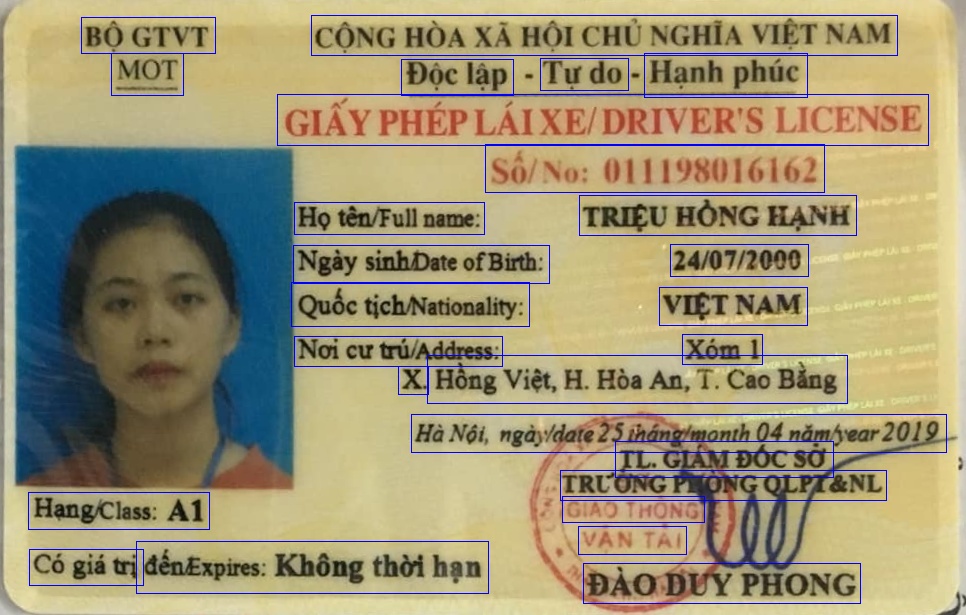 BỘ GTVT
MOT
CỘNG HÒA XÃ HỘI CHỦ NGHĨA VIỆT NAM
Độc lập - Tự do - Hạnh phúc
GIẤY PHÉP LÁI XE/ DRIVER'S LICENSE
Số/ No: 011198016162
Họ tên/Full name: TRIỆU HỒNG HẠNH
Ngày sinh/Date of Birth: 24/07/2000
Quốc tịch/Nationality: VIỆT NAM
Nơi cư trú/Address: Xóm 1
X. Hồng Việt, H. Hòa An, T. Cao Bằng
Hà Nội, ngày/date 25 tháng/month 04 năm/year 2019
TL. GIÁM ĐỐC SỞ
TRƯỞNG PHÒNG QLPT&NL
GIAO THÔNG
VẬN TẢI
ĐÀO DUY PHONG
Hạng/Class: A1
Có giá trị đến/Expires: Không thời hạn